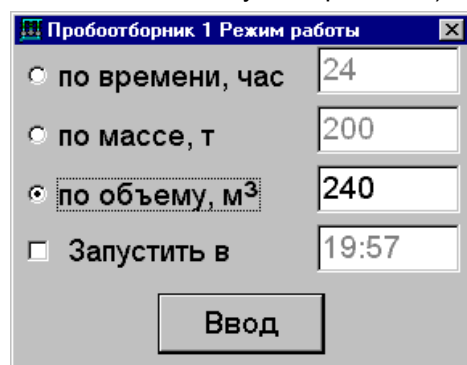 Пробоотборник 1 Режим работы
по времени, час 24
по массе, т 200
по объему, м³ 240
Запустить в 19:57
Ввод